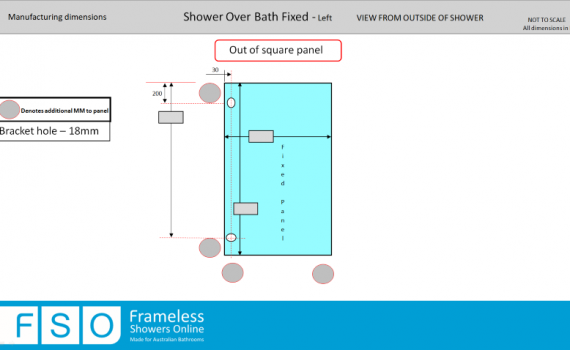 Manufacturing dimensions
Shower Over Bath Fixed - Left
VIEW FROM OUTSIDE OF SHOWER
NOT TO SCALE
All dimensions in
Out of square panel
30
200
Denotes additional MM to panel
Bracket hole – 18mm
fixed Panel
FSO
Frameless
Showers Online
Made for Australian Bathrooms